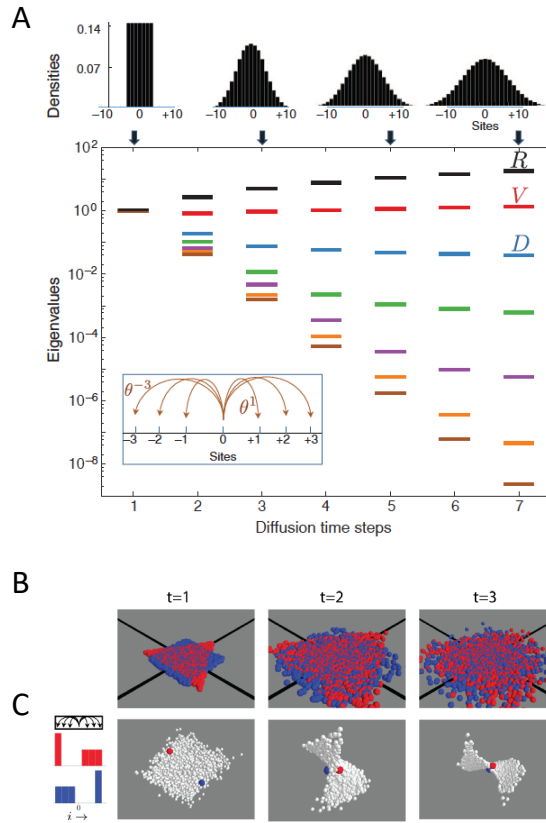 A
Densities
0.14
0.07
−10 0 +10
−10 0 +10
−10 0 +10
−10 0 +10
Sites
Eigenvalues
10^2
10^0
10^−2
10^−4
10^−6
10^−8
R
V
D
θ^−3
θ^1
−3 −2 −1 0 +1 +2 +3
Sites
1 2 3 4 5 6 7
Diffusion time steps
B
t=1 t=2 t=3
C
0
i →